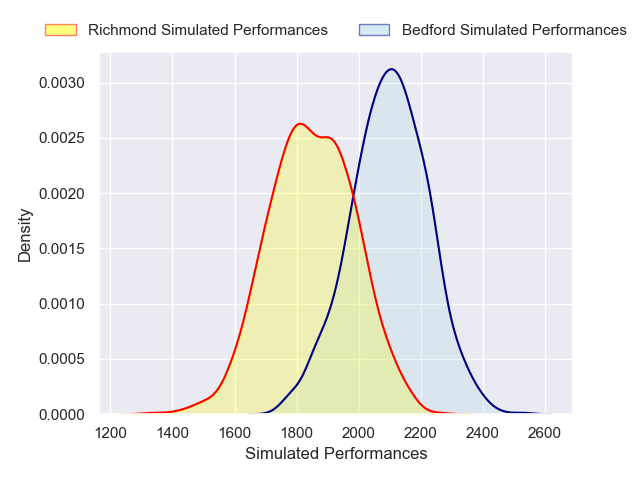 Richmond Simulated Performances
Bedford Simulated Performances
0.0030
0.0025
0.0020
0.0015
0.0010
0.0005
0.0000
Density
1200 1400 1600 1800 2000 2200 2400 2600
Simulated Performances